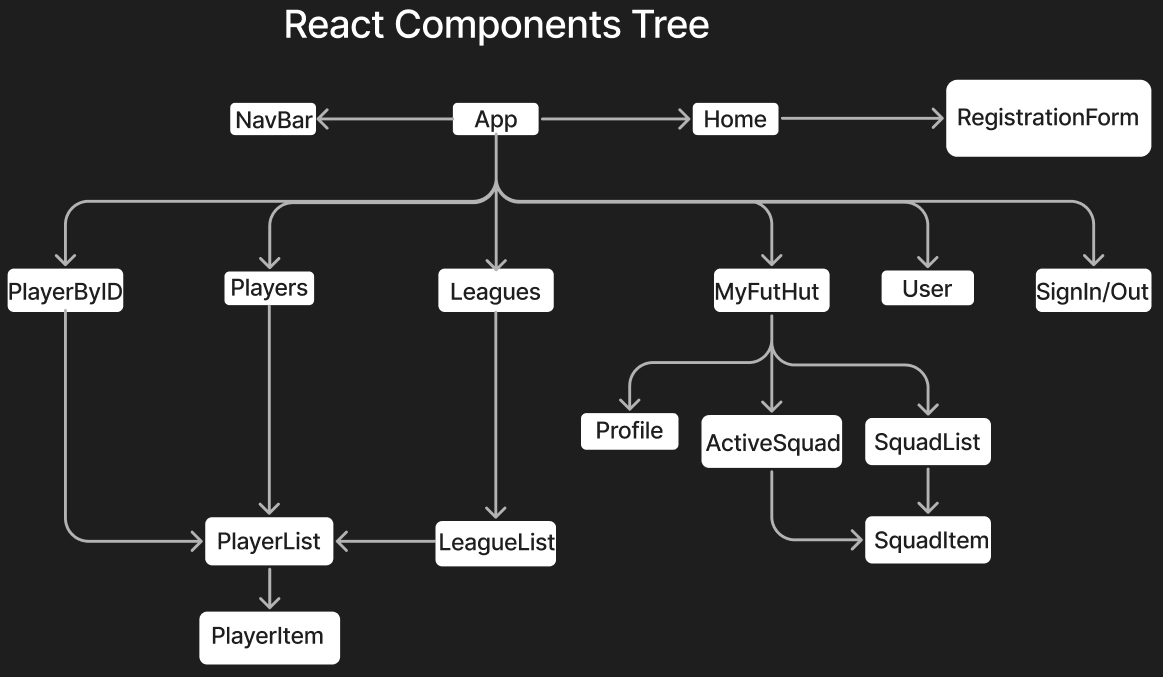 React Components Tree
NavBar
App
Home
RegistrationForm
PlayerByID
Players
Leagues
MyFutHut
User
SignIn/Out
Profile
ActiveSquad
SquadList
PlayerList
LeagueList
SquadItem
PlayerItem